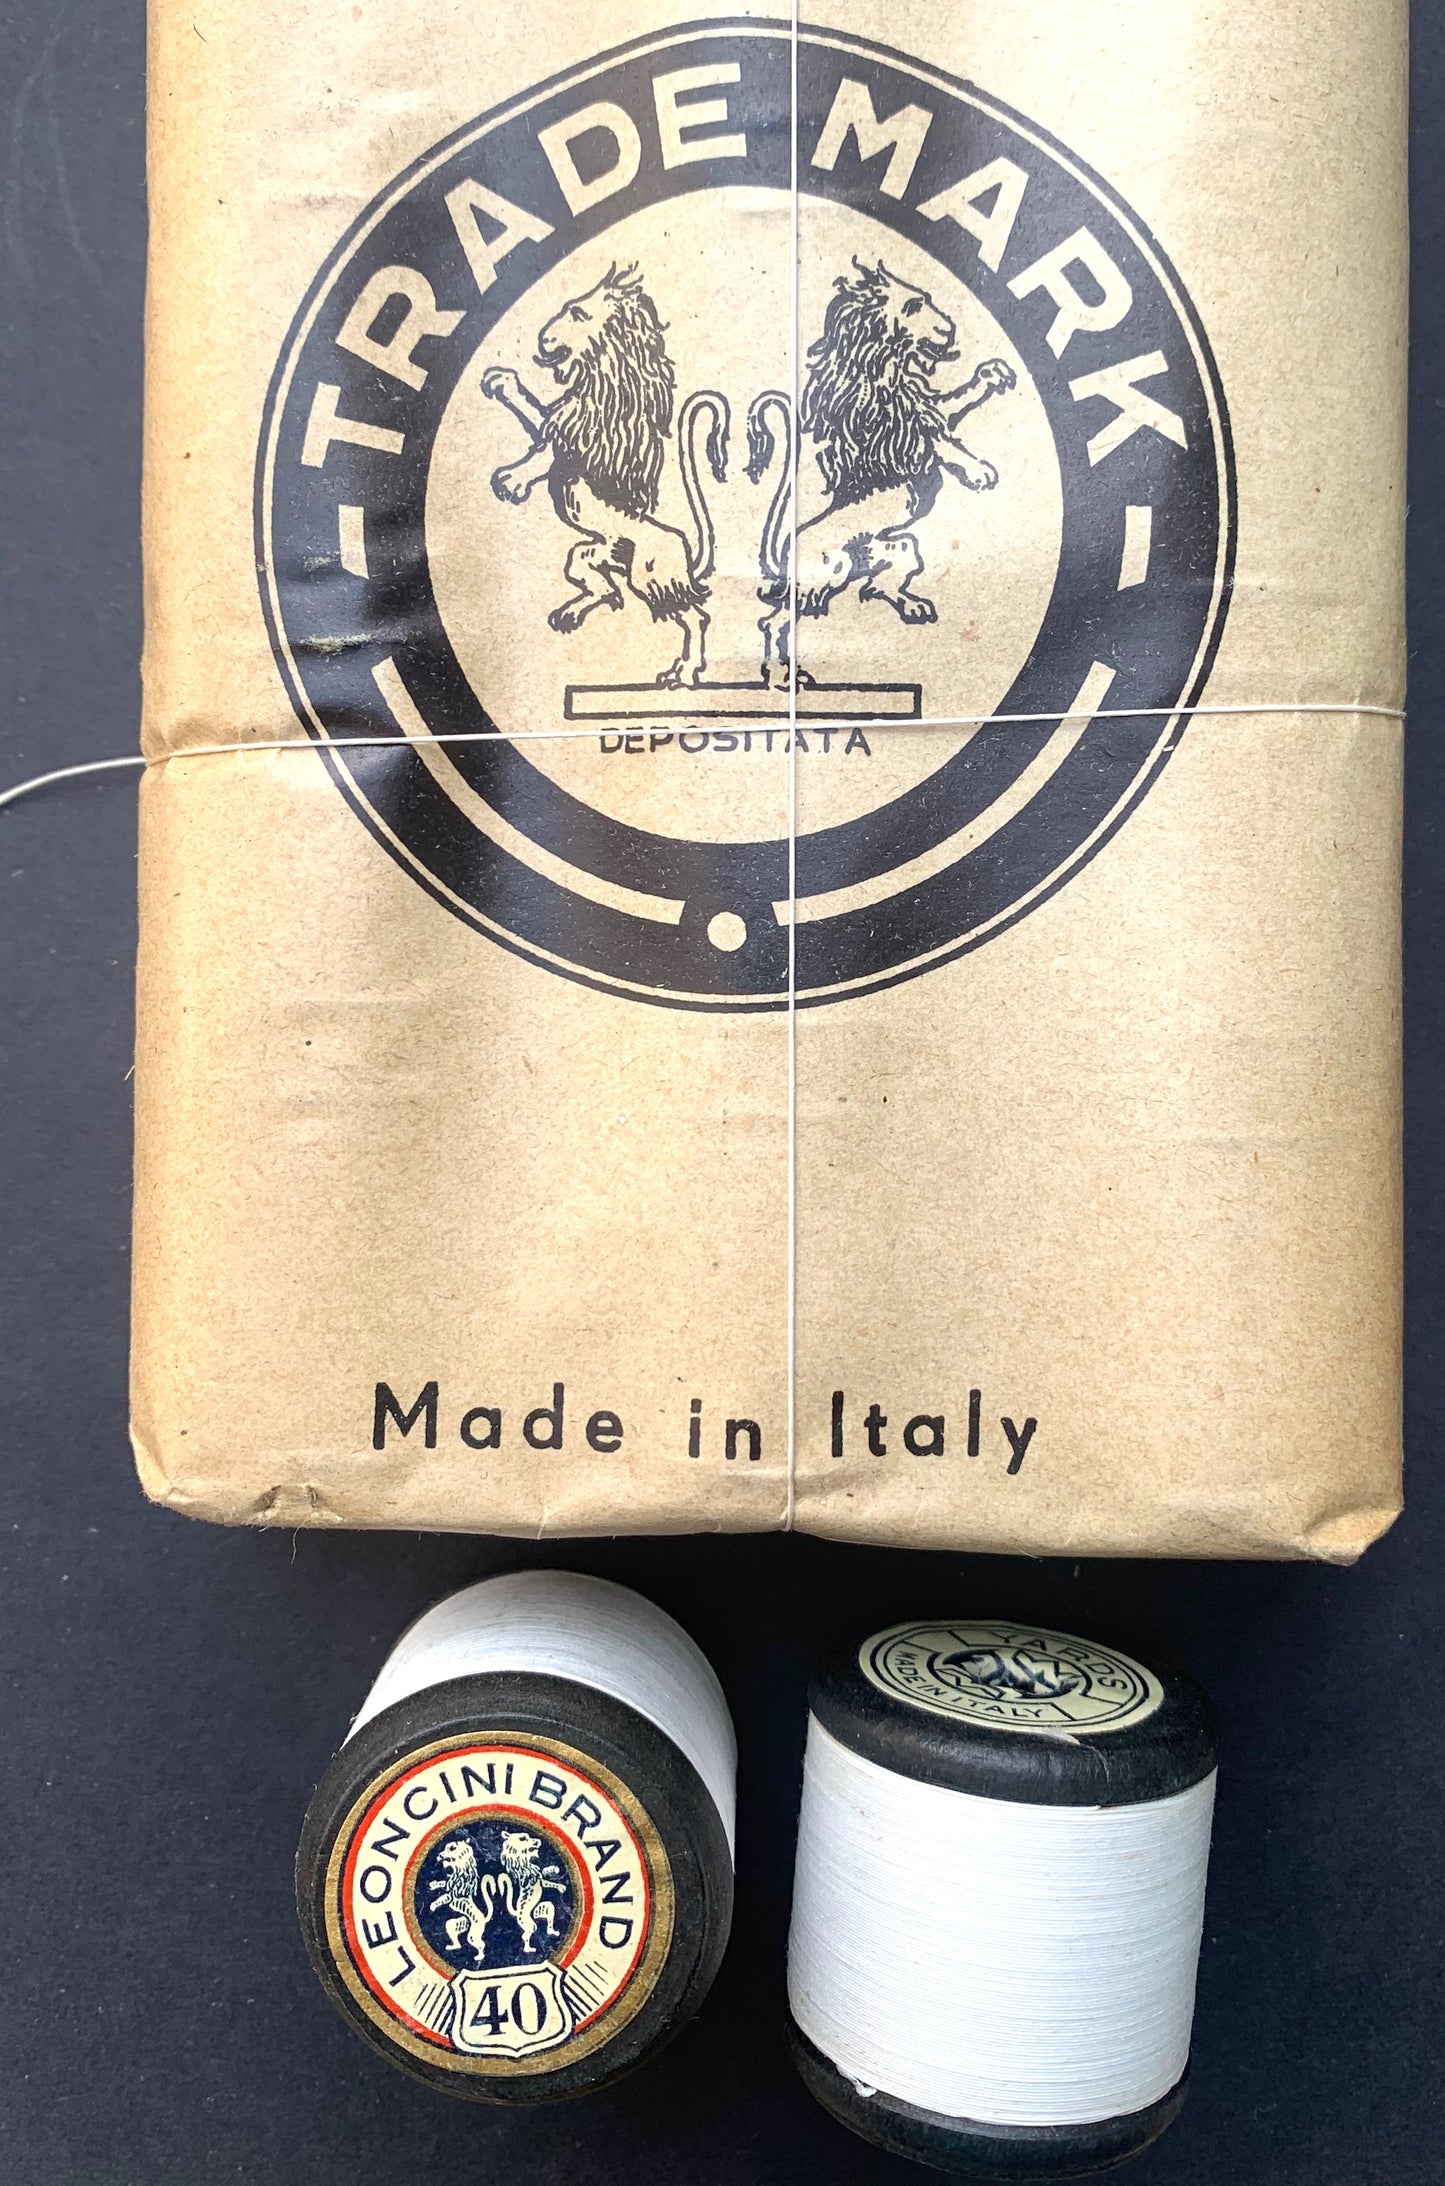 TRADE MARK
DEPOSITATA
Made in Italy
LEONCINI BRAND
40
YARDS
MADE IN ITALY